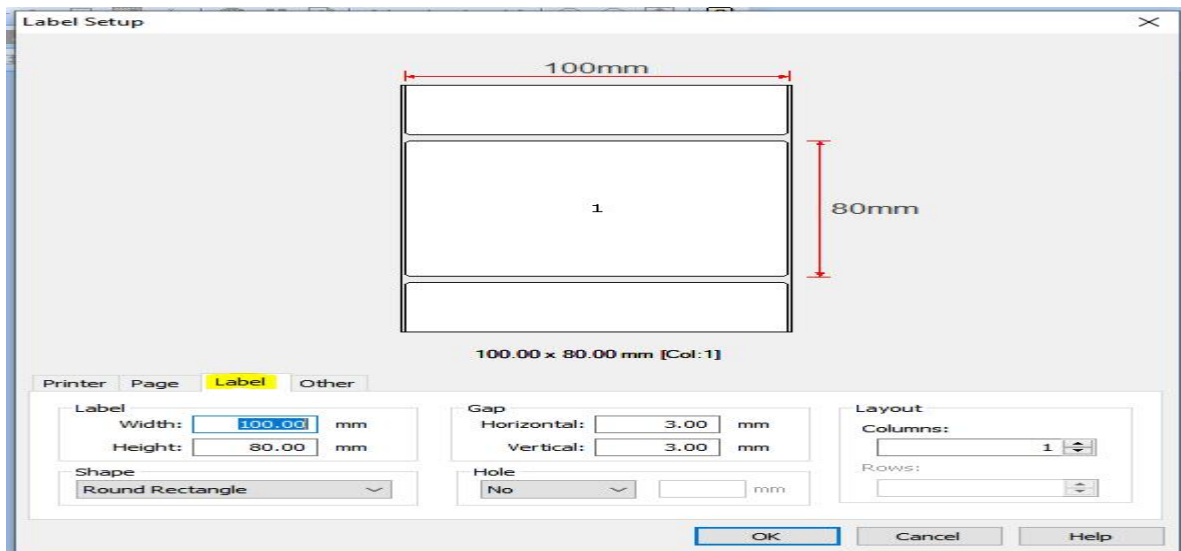 Label Setup
100mm
1
80mm
100.00 x 80.00 mm [Col:1]
Printer Page Label Other
Label
Width: 100.00 mm
Height: 80.00 mm
Gap
Horizontal: 3.00 mm
Vertical: 3.00 mm
Layout
Columns:
1
Rows:
Shape
Round Rectangle
Hole
No mm
OK Cancel Help